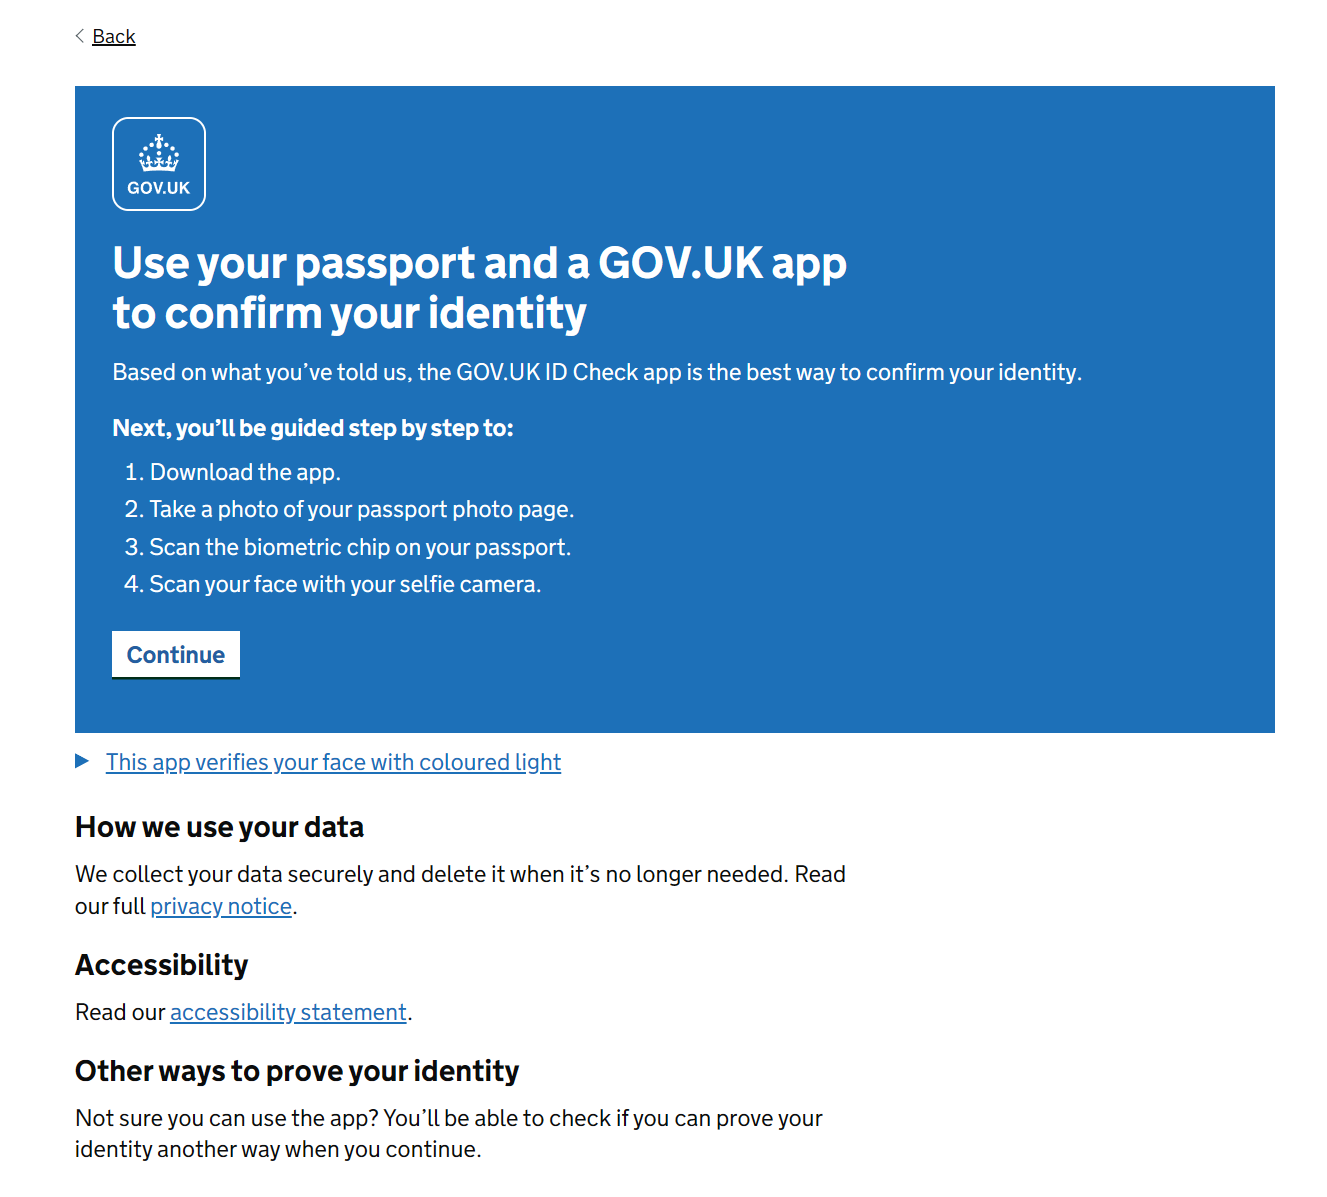 Back
GOV.UK
Use your passport and a GOV.UK app
to confirm your identity
Based on what you’ve told us, the GOV.UK ID Check app is the best way to confirm your identity.
Next, you’ll be guided step by step to:
1. Download the app.
2. Take a photo of your passport photo page.
3. Scan the biometric chip on your passport.
4. Scan your face with your selfie camera.
Continue
This app verifies your face with coloured light
How we use your data
We collect your data securely and delete it when it’s no longer needed. Read
our full privacy notice.
Accessibility
Read our accessibility statement.
Other ways to prove your identity
Not sure you can use the app? You’ll be able to check if you can prove your
identity another way when you continue.